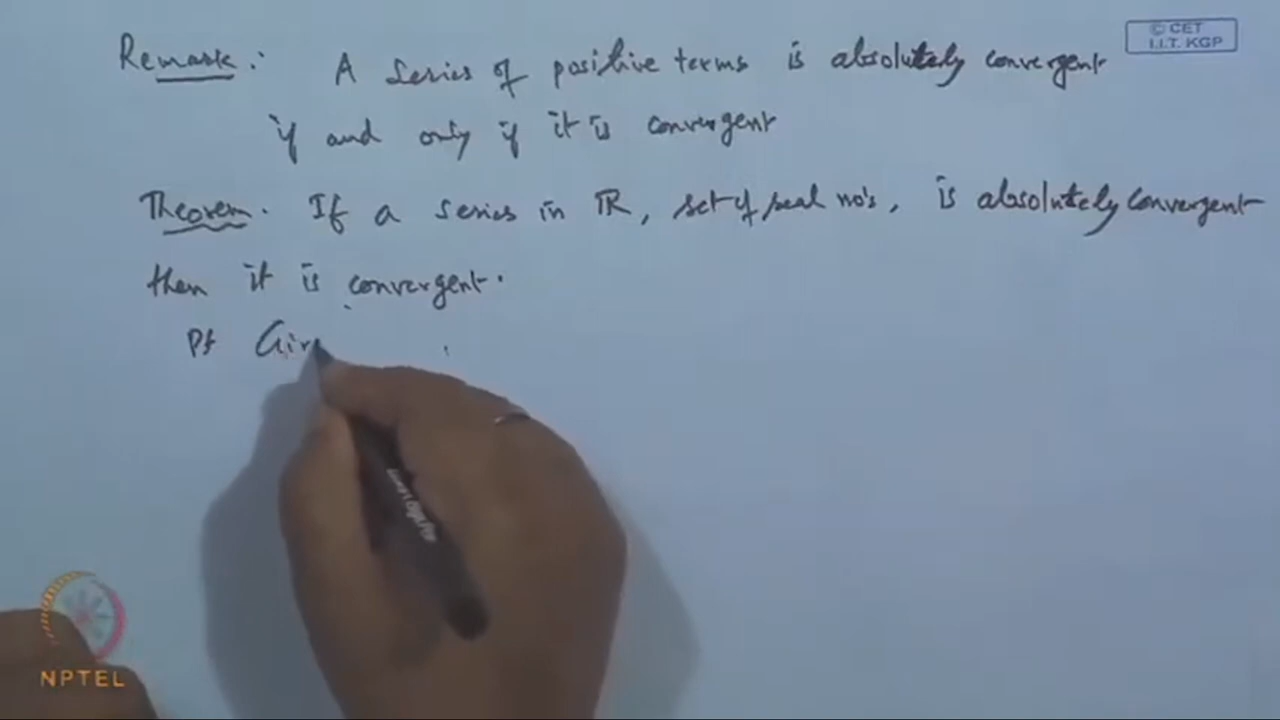 © CET
I.I.T. KGP
Remark: A series of positive terms is absolutely convergent
if and only if it is convergent
Theorem. If a series in ℝ, set of real no's, is absolutely convergent
then it is convergent.
Pf Giv
NPTEL